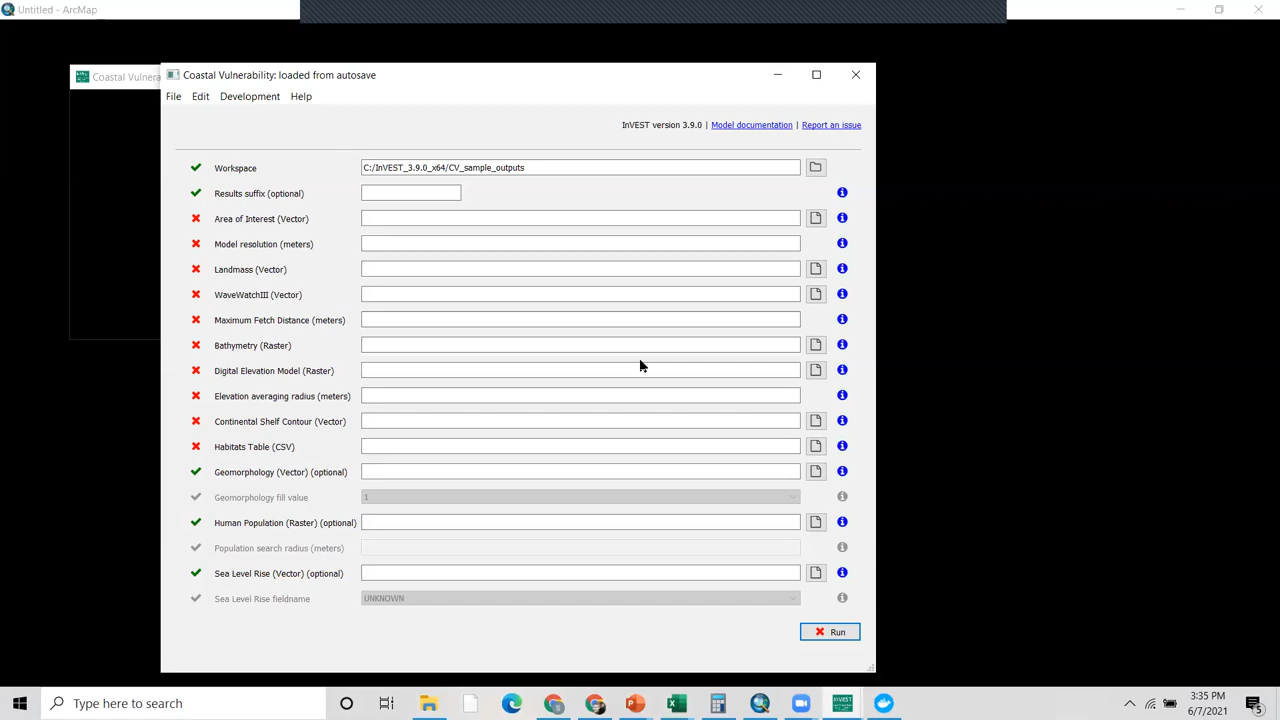 Untitled - ArcMap
Coastal Vulnera
Coastal Vulnerability: loaded from autosave
File Edit Development Help
InVEST version 3.9.0 | Model documentation | Report an issue
Workspace C:/InVEST_3.9.0_x64/CV_sample_outputs
Results suffix (optional)
Area of Interest (Vector)
Model resolution (meters)
Landmass (Vector)
WaveWatchIII (Vector)
Maximum Fetch Distance (meters)
Bathymetry (Raster)
Digital Elevation Model (Raster)
Elevation averaging radius (meters)
Continental Shelf Contour (Vector)
Habitats Table (CSV)
Geomorphology (Vector) (optional)
Geomorphology fill value 1
Human Population (Raster) (optional)
Population search radius (meters)
Sea Level Rise (Vector) (optional)
Sea Level Rise fieldname UNKNOWN
Run
Type here to search
InVEST
3:35 PM
6/7/2021
5